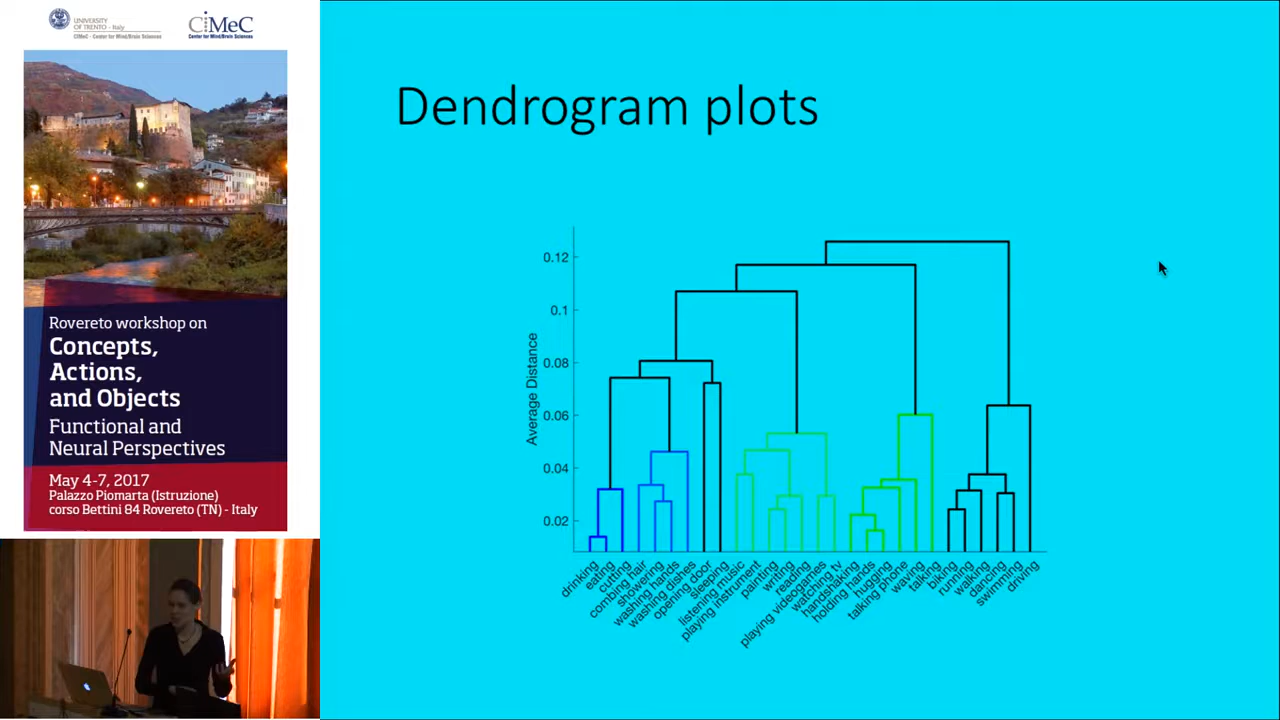 UNIVERSITY
OF TRENTO - Italy
CIMeC - Center for Mind/Brain Sciences
CiMeC
Center for Mind/Brain Sciences
Rovereto workshop on
Concepts,
Actions,
and Objects
Functional and
Neural Perspectives
May 4-7, 2017
Palazzo Piomarta (Istruzione)
corso Bettini 84 Rovereto (TN) - Italy
Dendrogram plots
Average Distance
0.12
0.1
0.08
0.06
0.04
0.02
drinking
eating
cutting
combing hair
showering
washing hands
washing dishes
opening door
sleeping
listening music
playing instrument
painting
writing
reading
playing videogames
watching tv
handshaking
holding hands
hugging
talking phone
waving
talking
biking
running
walking
dancing
swimming
driving